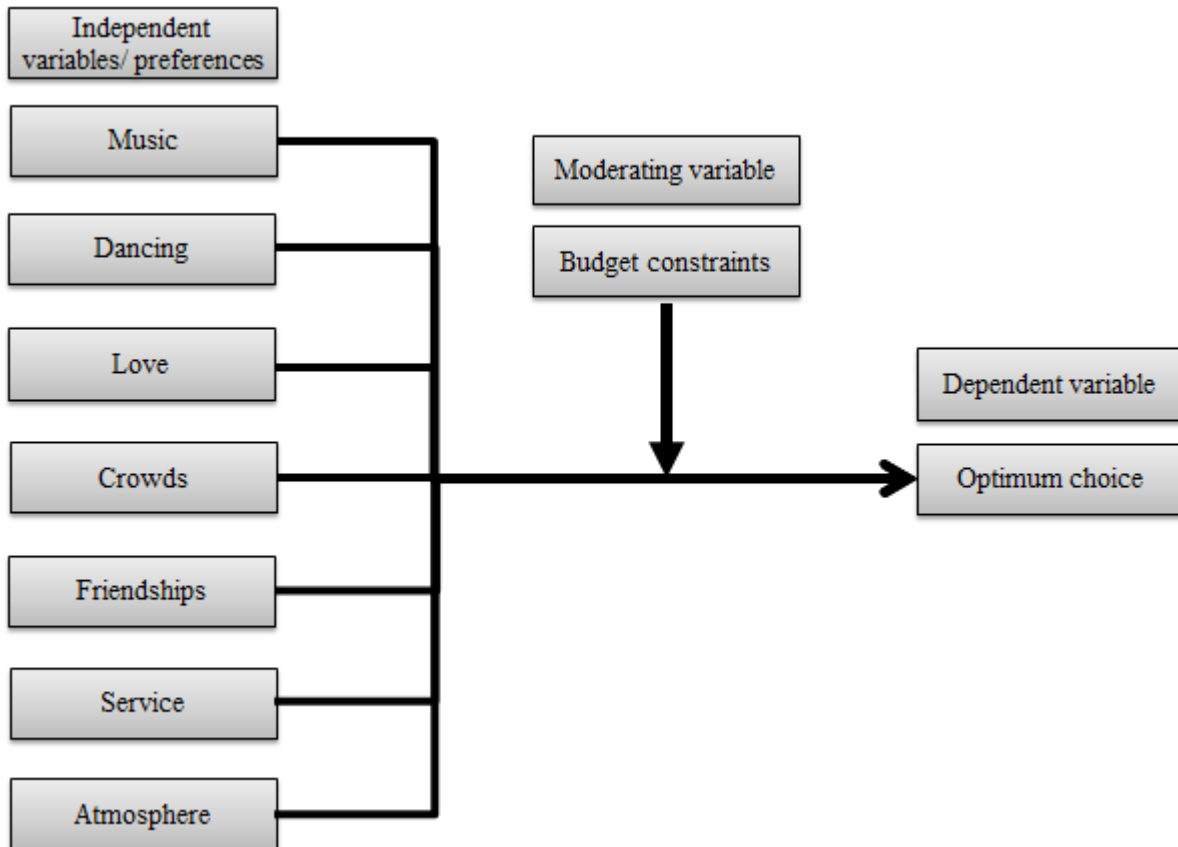 Independent
variables/ preferences
Music
Dancing
Love
Crowds
Friendships
Service
Atmosphere
Moderating variable
Budget constraints
Dependent variable
Optimum choice